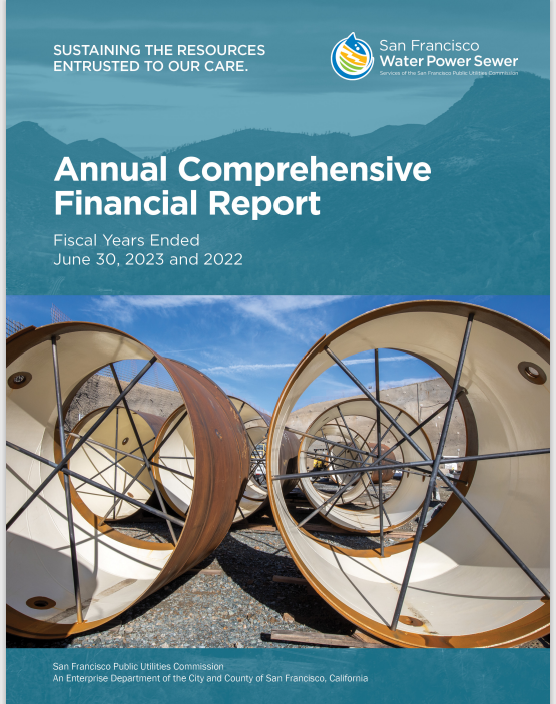 SUSTAINING THE RESOURCES
ENTRUSTED TO OUR CARE.
San Francisco
Water Power Sewer
Services of the San Francisco Public Utilities Commission
Annual Comprehensive
Financial Report
Fiscal Years Ended
June 30, 2023 and 2022
San Francisco Public Utilities Commission
An Enterprise Department of the City and County of San Francisco, California